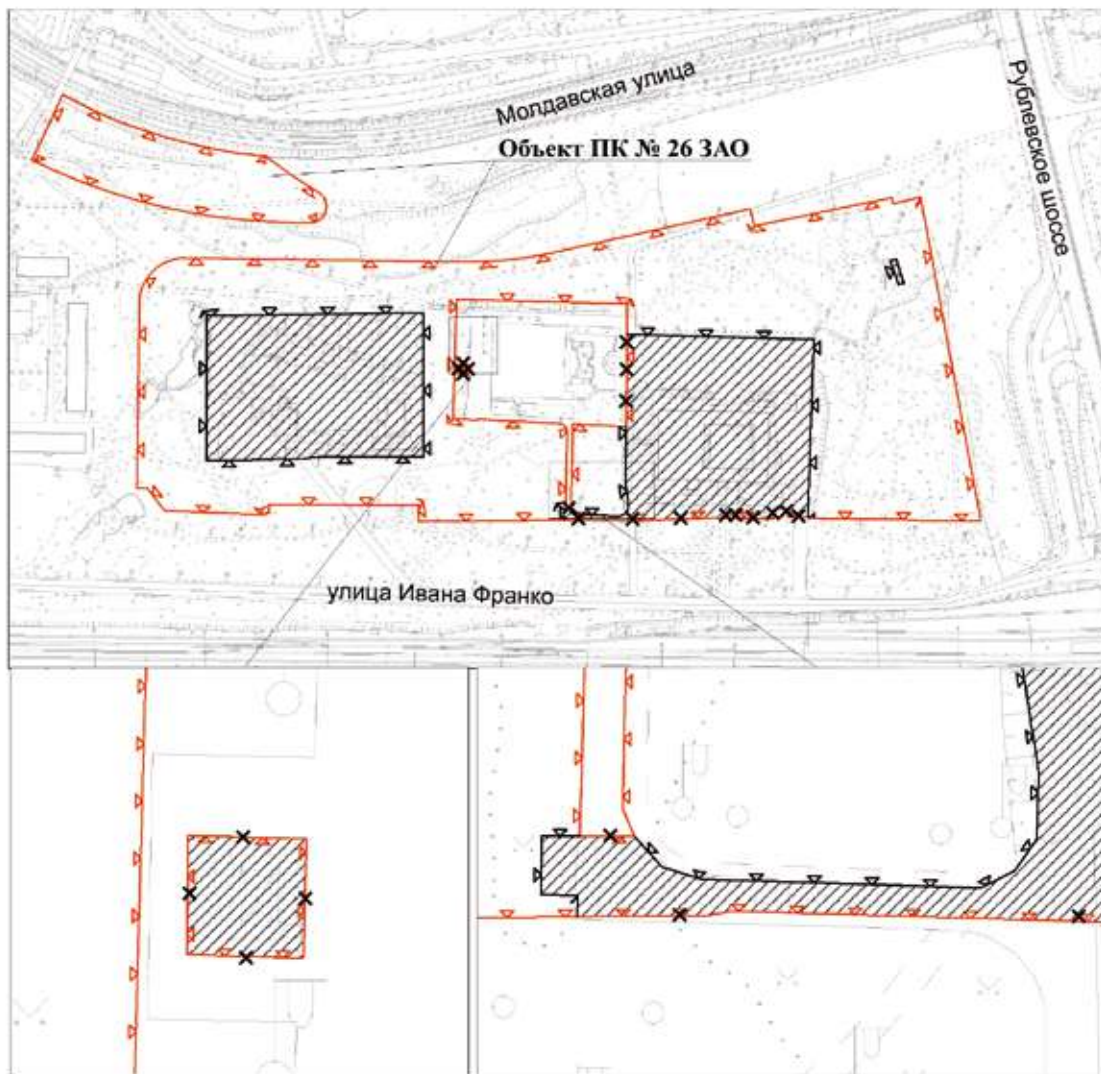 Молдавская улица
Рублевское шоссе
Объект ПК № 26 ЗАО
улица Ивана Франко